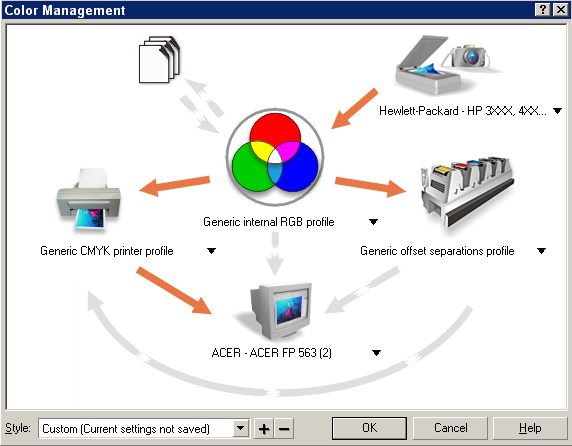 Color Management
Hewlett-Packard - HP 3XXX, 4XX...
Generic internal RGB profile
Generic CMYK printer profile
Generic offset separations profile
ACER - ACER FP 563 (2)
Style: Custom (Current settings not saved) + − OK Cancel Help